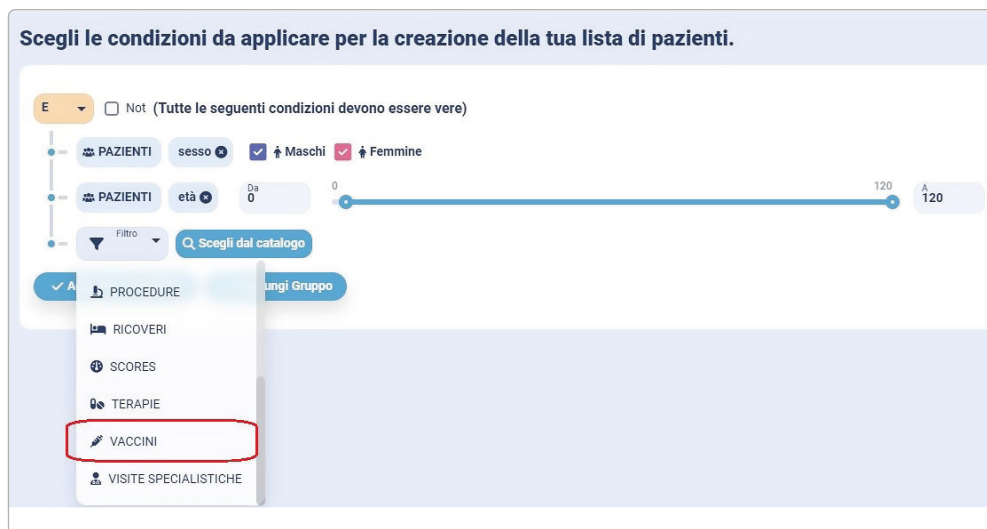 Scegli le condizioni da applicare per la creazione della tua lista di pazienti.
E Not (Tutte le seguenti condizioni devono essere vere)
PAZIENTI sesso Maschi Femmine
PAZIENTI età Da 0 0 120 A 120
Filtro Scegli dal catalogo
A ungi Gruppo
PROCEDURE
RICOVERI
SCORES
TERAPIE
VACCINI
VISITE SPECIALISTICHE